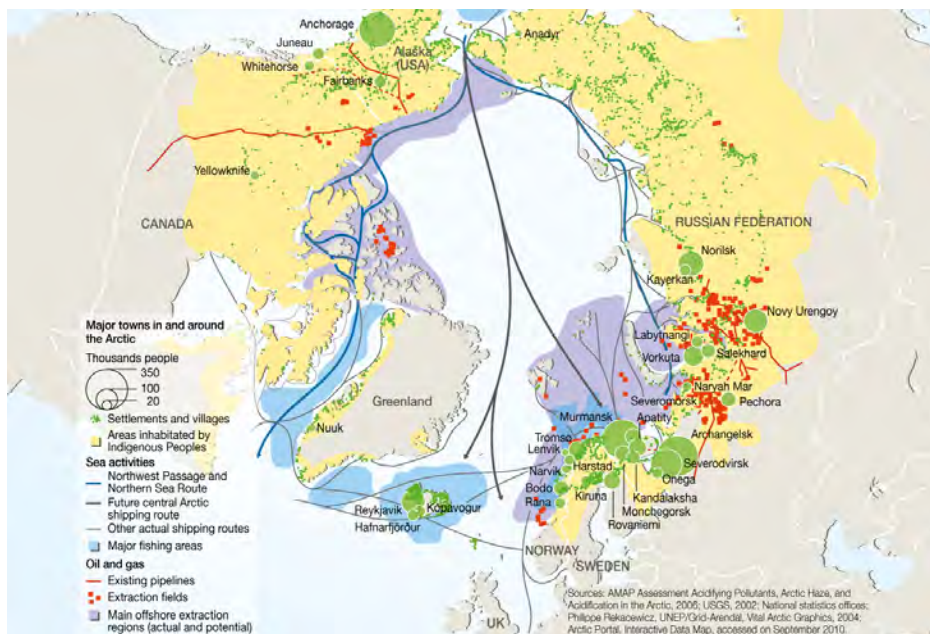 Anchorage
Juneau
Whitehorse
Alaska
(USA)
Fairbanks
Anadyr
Yellowknife
CANADA
RUSSIAN FEDERATION
Norilsk
Kayerkan
Novy Urengoy
Labytnangi
Vorkuta
Salekhard
Naryah Mar
Severomorsk
Pechora
Murmansk
Apatity
Archangelsk
Tromsø
Lenvik
Severodvirsk
Narvik
Harstad
Onega
Bodo
Rana
Kiruna
Kandalaksha
Monchegorsk
Rovaniemi
Greenland
Nuuk
Reykjavik
Kopavogur
Hafnarfjördur
NORWAY
SWEDEN
UK
Major towns in and around
the Arctic
Thousands people
350
100
20
Settlements and villages
Areas inhabitated by
Indigenous Peoples
Sea activities
Northwest Passage and
Northern Sea Route
Future central Arctic
shipping route
Other actual shipping routes
Major fishing areas
Oil and gas
Existing pipelines
Extraction fields
Main offshore extraction
regions (actual and potential)
Sources: AMAP Assessment Acidifying Pollutants, Arctic Haze, and
Acidification in the Arctic, 2006; USGS, 2002; National statistics offices;
Philippe Rekacewicz, UNEP/Grid-Arendal, Vital Arctic Graphics, 2004;
Arctic Portal, Interactive Data Map, accessed on September 2010.